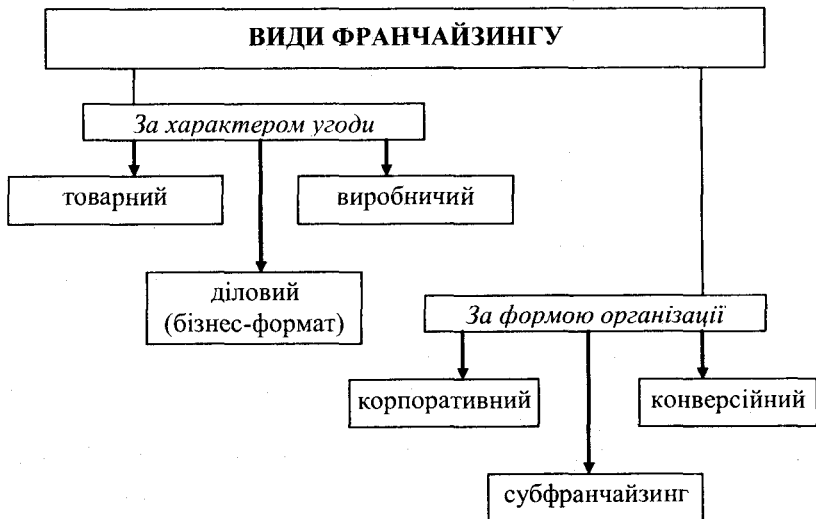 ВИДИ ФРАНЧАЙЗИНГУ
За характером угоди
товарний
виробничий
діловий
(бізнес-формат)
За формою організації
корпоративний
конверсійний
субфранчайзинг